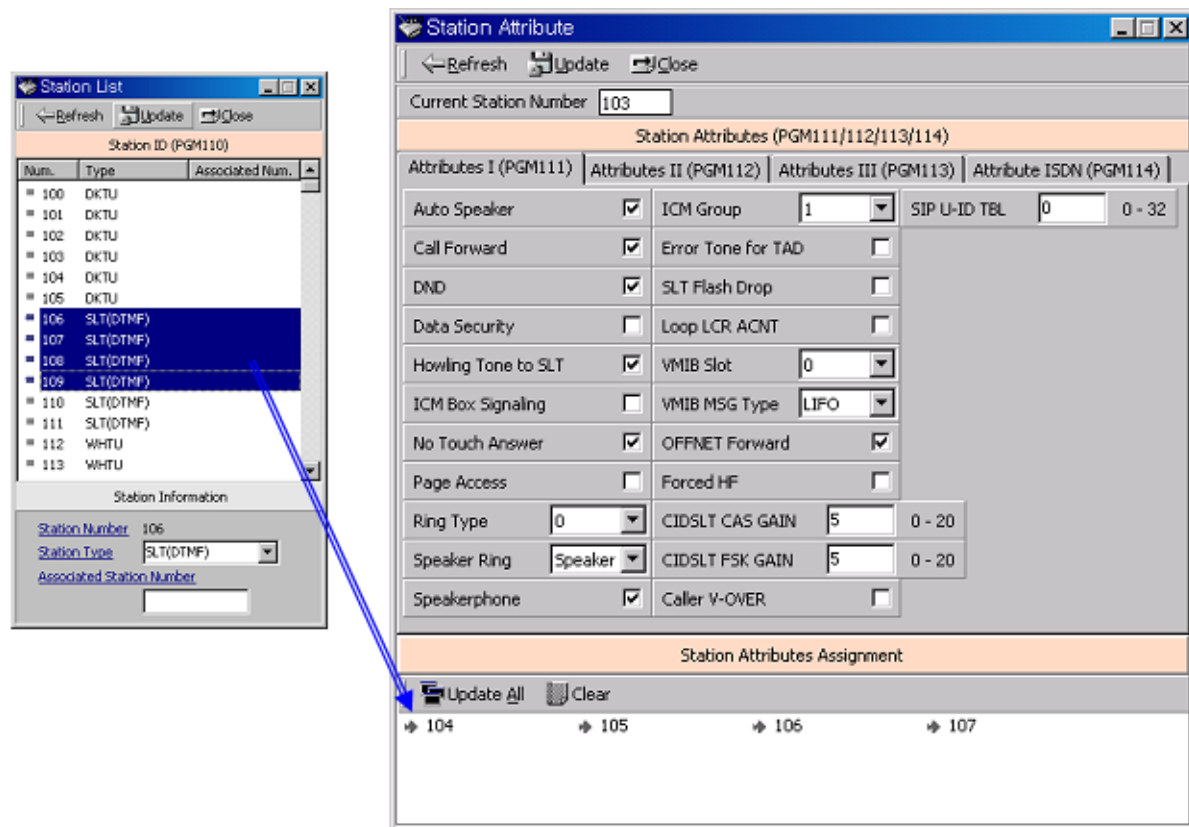 Station List
Refresh Update Close
Station ID (PGM110)
Num. Type Associated Num.
100 DKTU
101 DKTU
102 DKTU
103 DKTU
104 DKTU
105 DKTU
106 SLT(DTMF)
107 SLT(DTMF)
108 SLT(DTMF)
109 SLT(DTMF)
110 SLT(DTMF)
111 SLT(DTMF)
112 WHTU
113 WHTU
Station Information
Station Number 106
Station Type SLT(DTMF)
Associated Station Number
Station Attribute
Refresh Update Close
Current Station Number 103
Station Attributes (PGM111/112/113/114)
Attributes I (PGM111) Attributes II (PGM112) Attributes III (PGM113) Attribute ISDN (PGM114)
Auto Speaker ICM Group 1 SIP U-ID TBL 0 0 - 32
Call Forward Error Tone for TAD
DND SLT Flash Drop
Data Security Loop LCR ACNT
Howling Tone to SLT VMIB Slot 0
ICM Box Signaling VMIB MSG Type LIFO
No Touch Answer OFFNET Forward
Page Access Forced HF
Ring Type 0 CIDSLT CAS GAIN 5 0 - 20
Speaker Ring Speaker CIDSLT FSK GAIN 5 0 - 20
Speakerphone Caller V-OVER
Station Attributes Assignment
Update All Clear
104 105 106 107